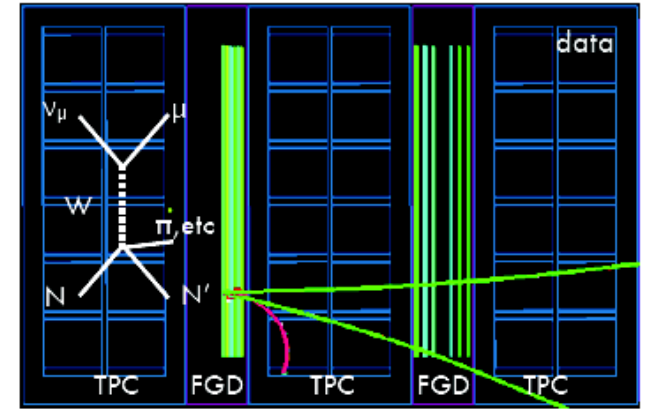 data
νμ
μ
W
π,etc
N
N′
TPC
FGD
TPC
FGD
TPC